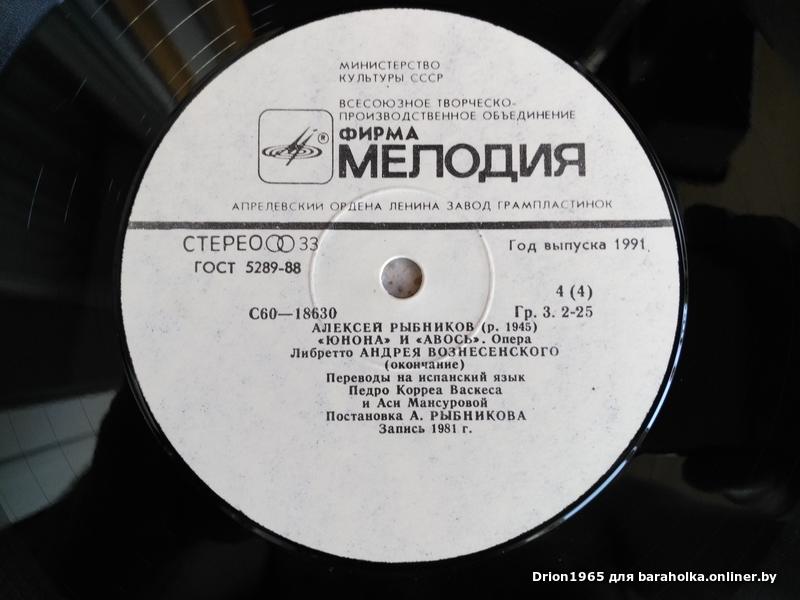 МИНИСТЕРСТВО
КУЛЬТУРЫ СССР
ВСЕСОЮЗНОЕ ТВОРЧЕСКО-
ПРОИЗВОДСТВЕННОЕ ОБЪЕДИНЕНИЕ
ФИРМА
®
МЕЛОДИЯ
АПРЕЛЕВСКИЙ ОРДЕНА ЛЕНИНА ЗАВОД ГРАМПЛАСТИНОК
СТЕРЕО 33
Год выпуска 1991
ГОСТ 5289-88
4 (4)
С60—18630
Гр. 3. 2-25
АЛЕКСЕЙ РЫБНИКОВ (р. 1945)
«ЮНОНА» И «АВОСЬ». Опера
Либретто АНДРЕЯ ВОЗНЕСЕНСКОГО
(окончание)
Переводы на испанский язык
Педро Корреа Васкеса
и Аси Мансуровой
Постановка А. РЫБНИКОВА
Запись 1981 г.
Drion1965 для baraholka.onliner.by